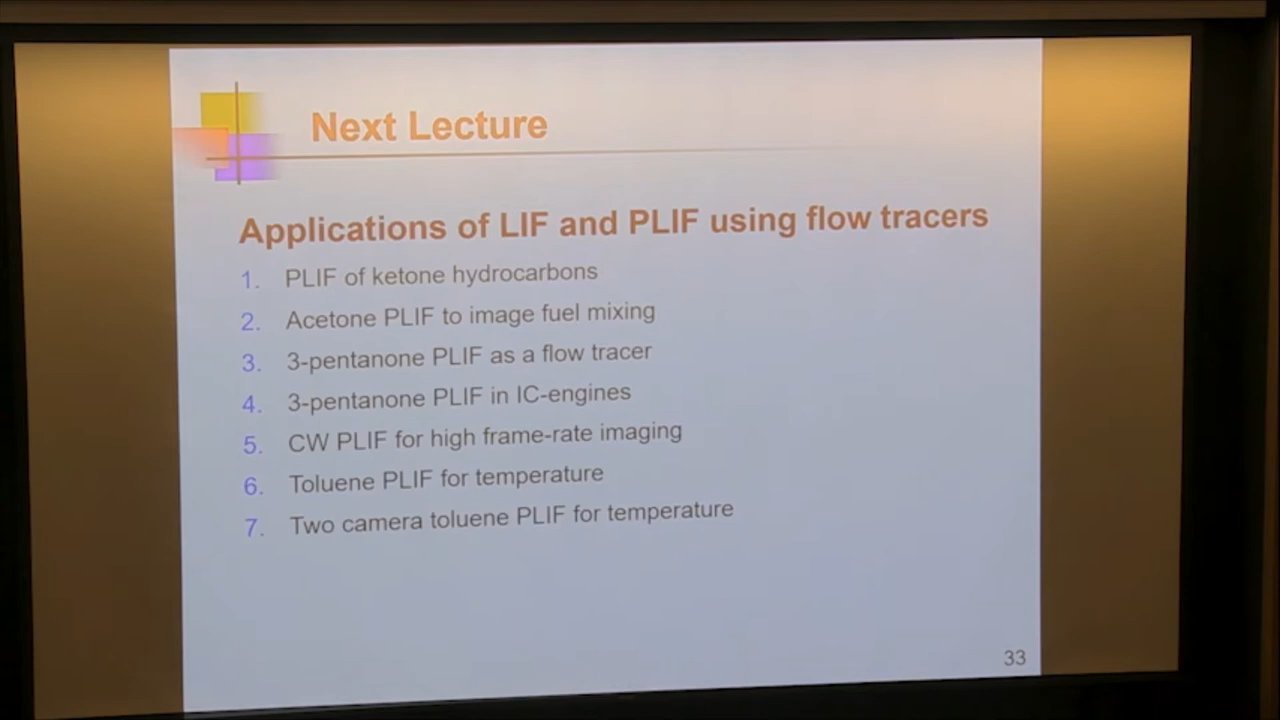 Next Lecture
Applications of LIF and PLIF using flow tracers
1. PLIF of ketone hydrocarbons
2. Acetone PLIF to image fuel mixing
3. 3-pentanone PLIF as a flow tracer
4. 3-pentanone PLIF in IC-engines
5. CW PLIF for high frame-rate imaging
6. Toluene PLIF for temperature
7. Two camera toluene PLIF for temperature
33